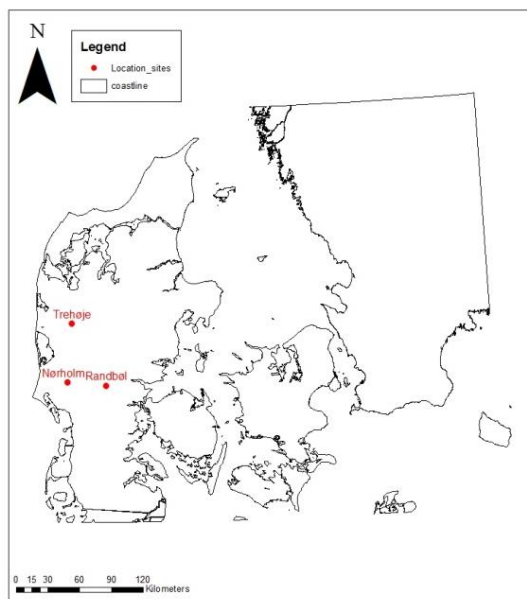 N
Legend
Location_sites
coastline
Trehøje
Nørholm
Randbøl
0 15 30 60 90 120
Kilometers